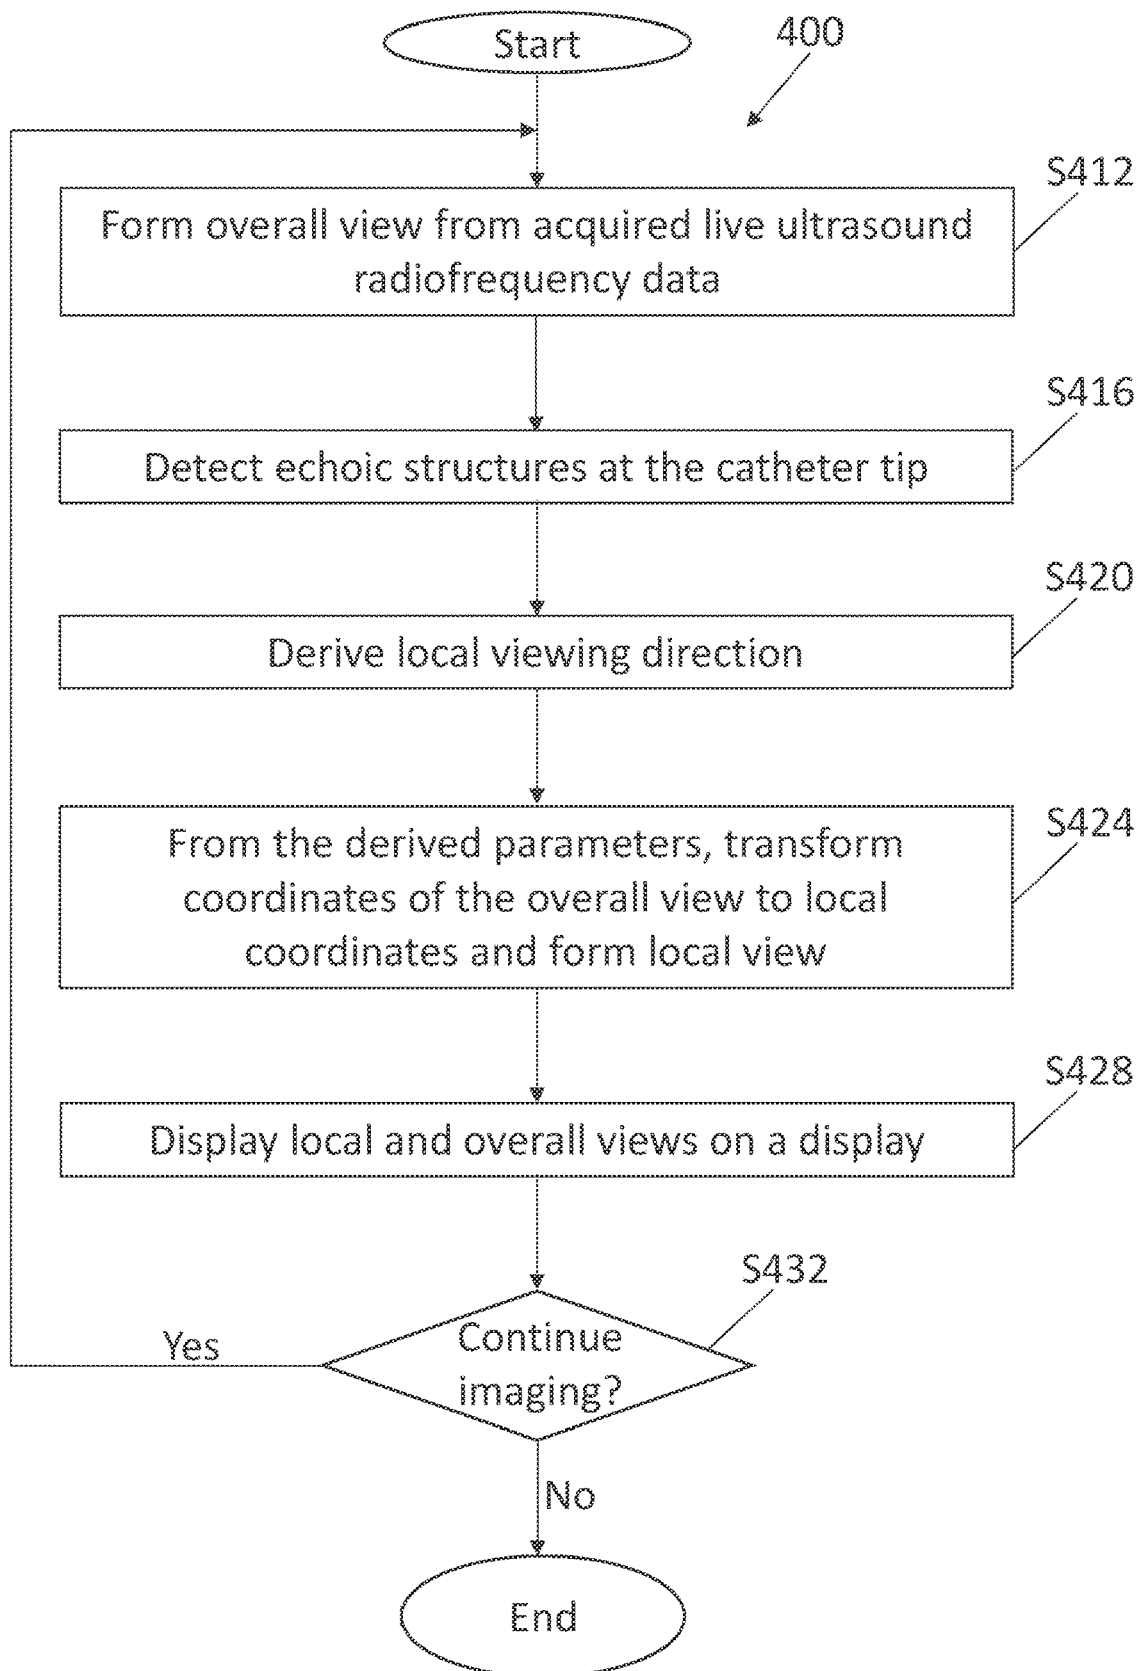 Start
400
S412
Form overall view from acquired live ultrasound
radiofrequency data
S416
Detect echoic structures at the catheter tip
S420
Derive local viewing direction
S424
From the derived parameters, transform
coordinates of the overall view to local
coordinates and form local view
S428
Display local and overall views on a display
S432
Continue
imaging?
Yes
No
End